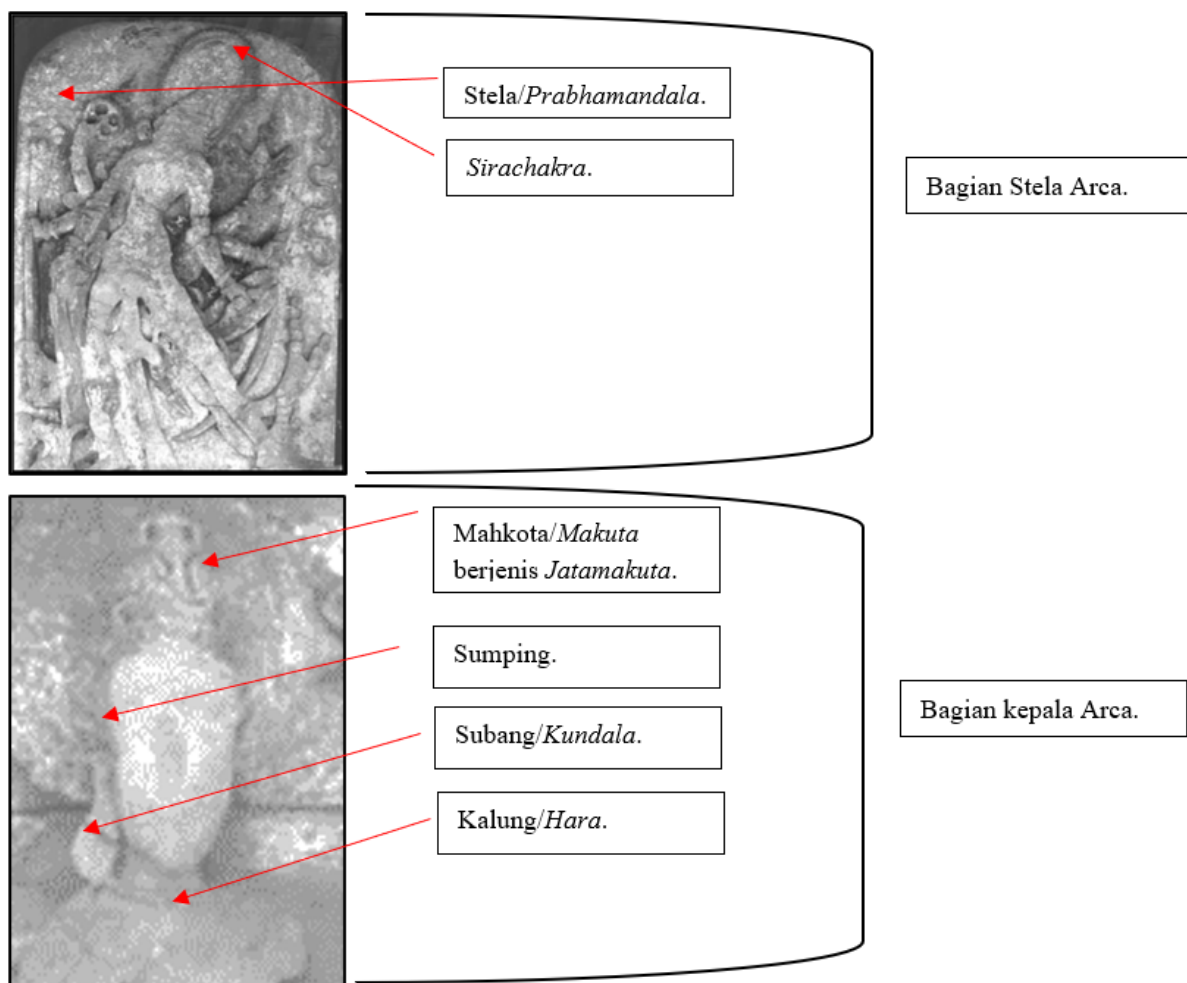 Stela/Prabhamandala.
Sirachakra.
Bagian Stela Arca.
Mahkota/Makuta
berjenis Jatamakuta.
Sumping.
Subang/Kundala.
Kalung/Hara.
Bagian kepala Arca.